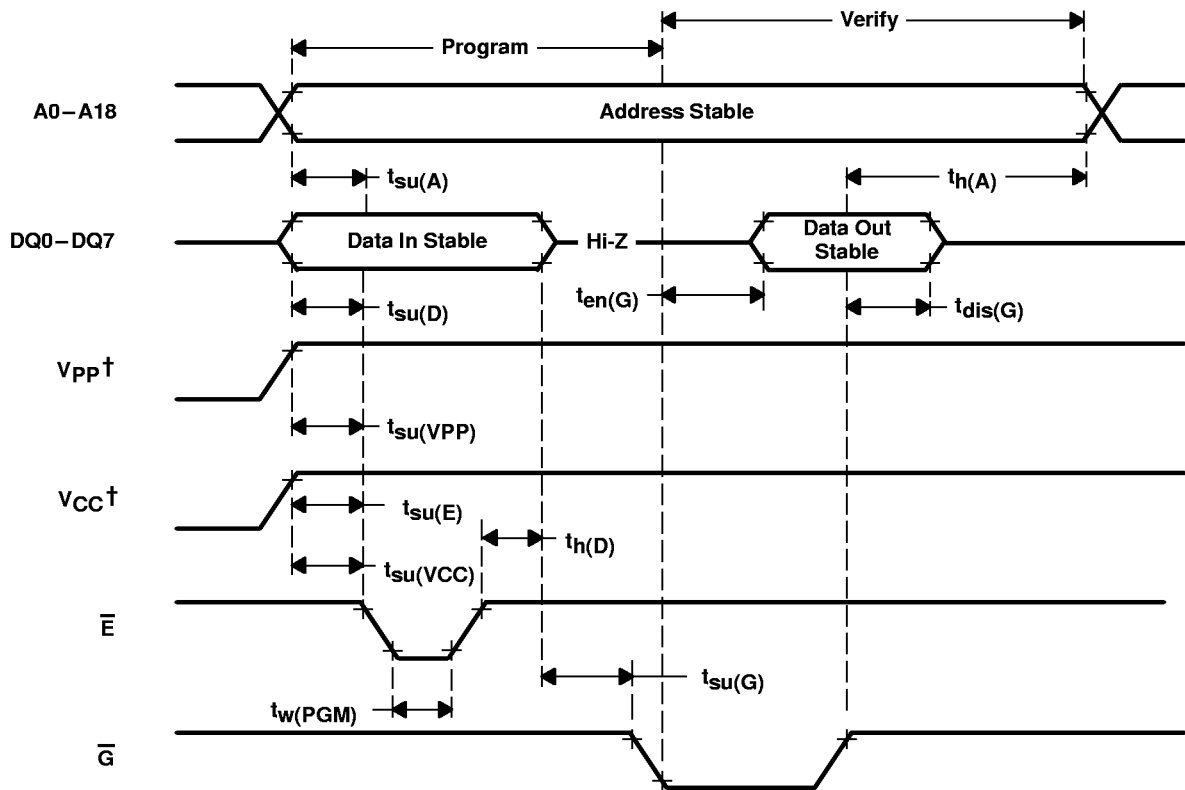 Verify
Program
A0–A18
Address Stable
tsu(A)
th(A)
DQ0–DQ7
Data In Stable
Hi-Z
Data Out
Stable
ten(G)
tsu(D)
tdis(G)
VPP†
tsu(VPP)
VCC†
tsu(E)
th(D)
tsu(VCC)
E̅
tsu(G)
tw(PGM)
G̅